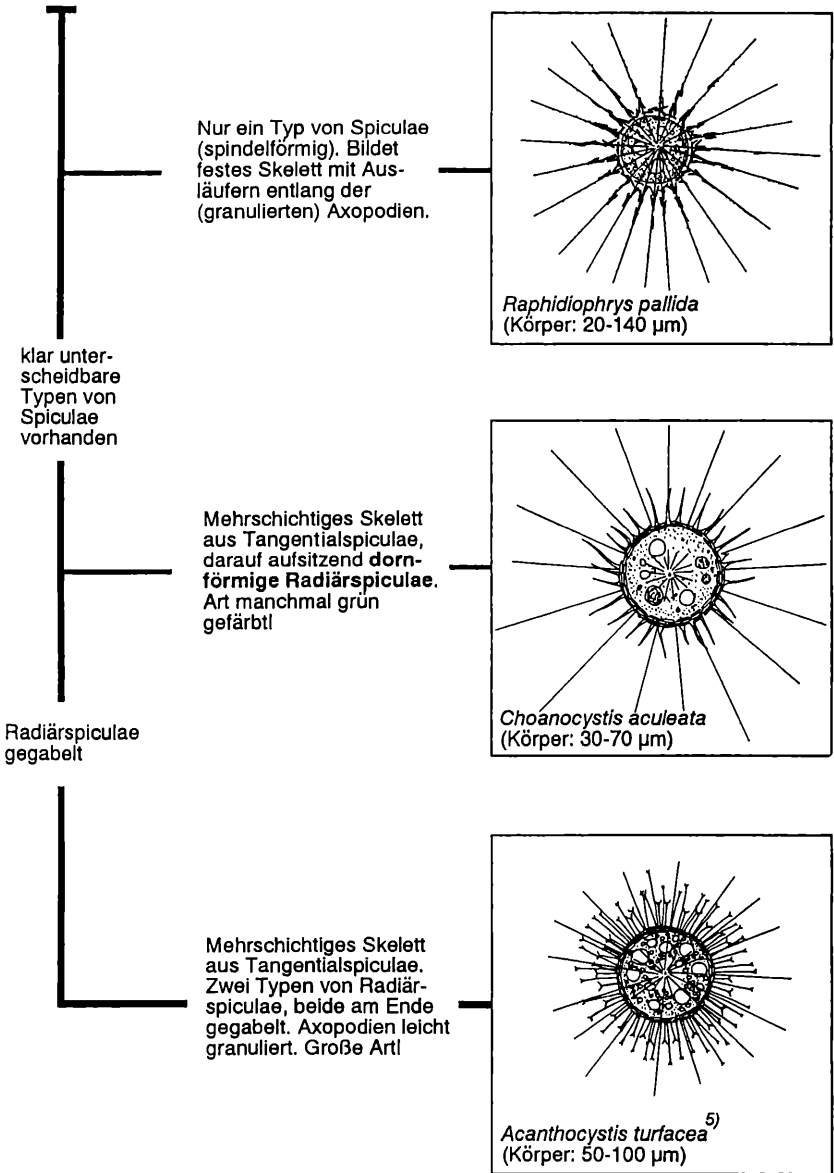 Nur ein Typ von Spiculae
(spindelförmig). Bildet
festes Skelett mit Aus-
läufern entlang der
(granulierten) Axopodien.
Raphidiophrys pallida
(Körper: 20-140 µm)
klar unter-
scheidbare
Typen von
Spiculae
vorhanden
Mehrschichtiges Skelett
aus Tangentialspiculae,
darauf aufsitzend dorn-
förmige Radiärspiculae.
Art manchmal grün
gefärbt!
Choanocystis aculeata
(Körper: 30-70 µm)
Radiärspiculae
gegabelt
Mehrschichtiges Skelett
aus Tangentialspiculae.
Zwei Typen von Radiär-
spiculae, beide am Ende
gegabelt. Axopodien leicht
granuliert. Große Art!
Acanthocystis turfacea 5)
(Körper: 50-100 µm)